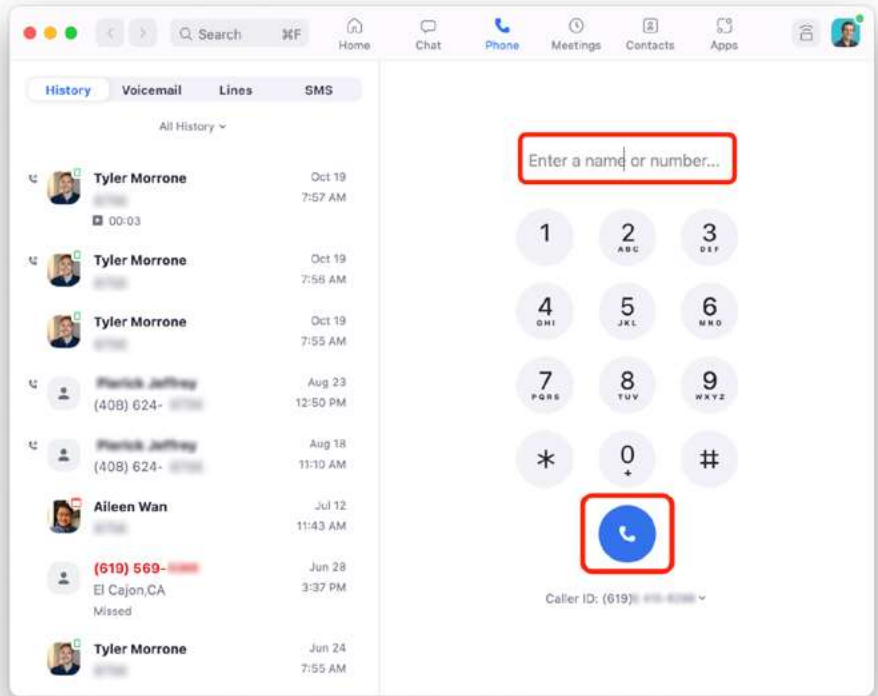 Search ⌘F
Home
Chat
Phone
Meetings
Contacts
Apps
History Voicemail Lines SMS
All History
Tyler Morrone Oct 19
7:57 AM
00:03
Tyler Morrone Oct 19
7:56 AM
Tyler Morrone Oct 19
7:55 AM
Aug 23
(408) 624- 12:50 PM
Aug 18
(408) 624- 11:10 AM
Aileen Wan Jul 12
11:43 AM
(619) 569- Jun 28
El Cajon,CA 3:37 PM
Missed
Tyler Morrone Jun 24
7:55 AM
Enter a name or number...
1 2 3
ABC DEF
4 5 6
GHI JKL MNO
7 8 9
PQRS TUV WXYZ
* 0 #
+
Caller ID: (619)